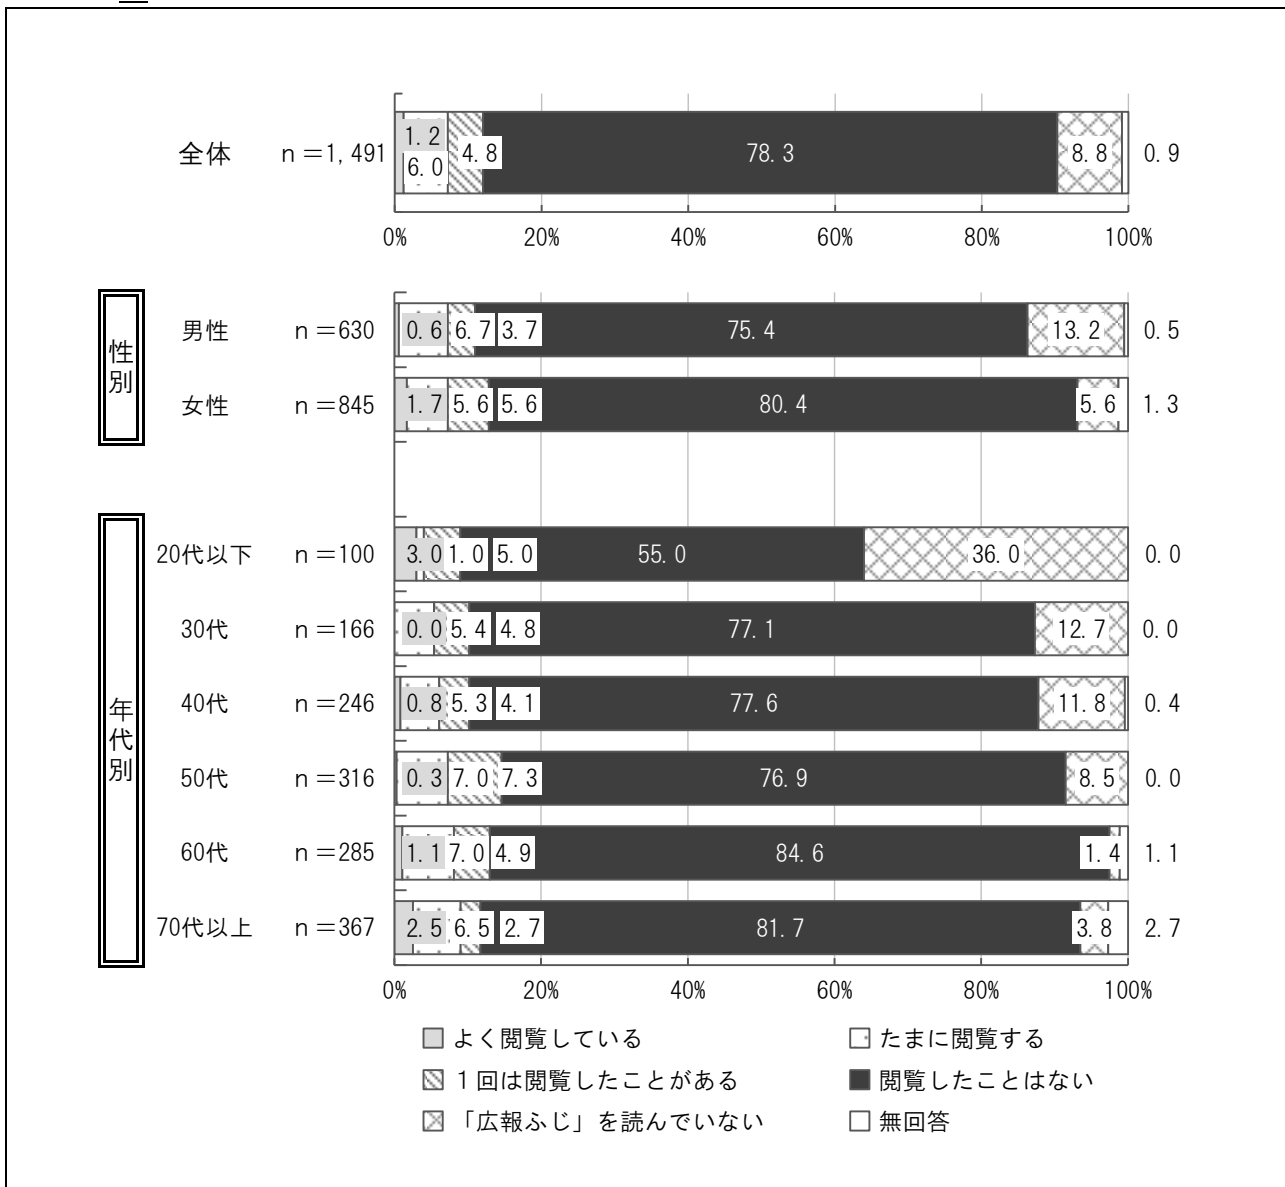 全体 n=1,491 1.2 6.0 4.8 78.3 8.8 0.9
0% 20% 40% 60% 80% 100%
性別
男性 n=630 0.6 6.7 3.7 75.4 13.2 0.5
女性 n=845 1.7 5.6 5.6 80.4 5.6 1.3
年代別
20代以下 n=100 3.0 1.0 5.0 55.0 36.0 0.0
30代 n=166 0.0 5.4 4.8 77.1 12.7 0.0
40代 n=246 0.8 5.3 4.1 77.6 11.8 0.4
50代 n=316 0.3 7.0 7.3 76.9 8.5 0.0
60代 n=285 1.1 7.0 4.9 84.6 1.4 1.1
70代以上 n=367 2.5 6.5 2.7 81.7 3.8 2.7
0% 20% 40% 60% 80% 100%
よく閲覧している たまに閲覧する
1回は閲覧したことがある 閲覧したことはない
「広報ふじ」を読んでいない 無回答